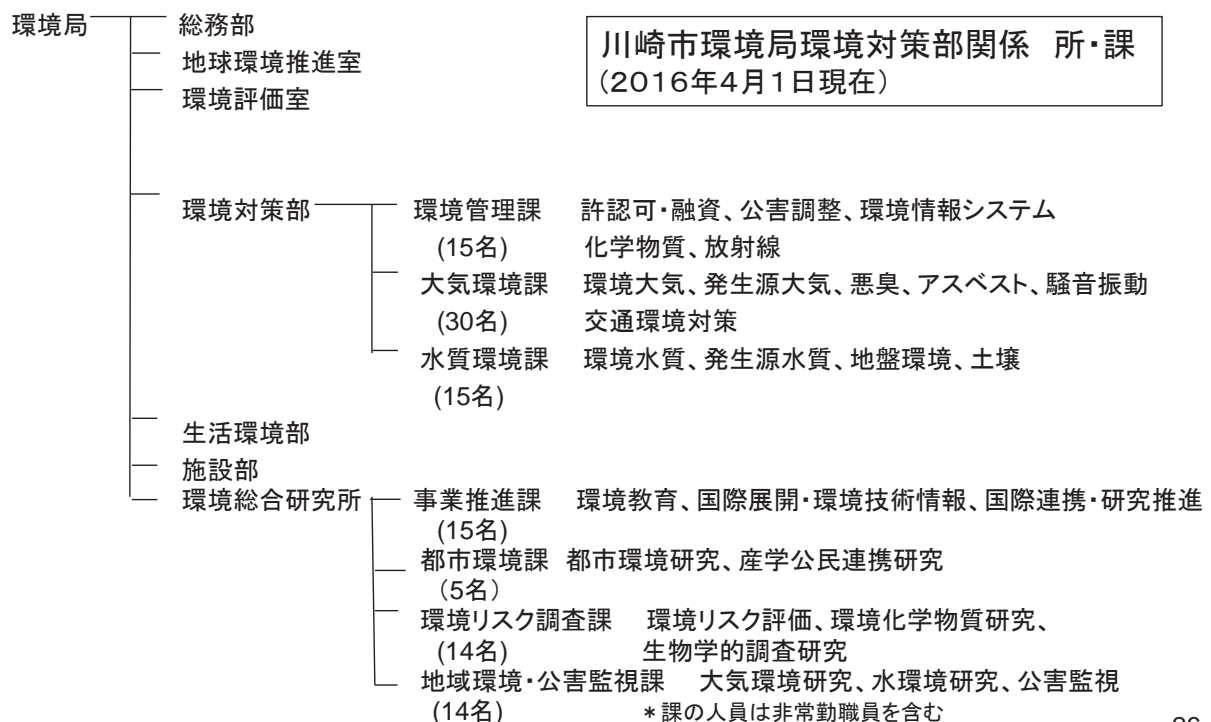 環境局 総務部
川崎市環境局環境対策部関係 所・課
(2016年4月1日現在)
地球環境推進室
環境評価室
環境対策部 環境管理課 許認可・融資、公害調整、環境情報システム
(15名) 化学物質、放射線
大気環境課 環境大気、発生源大気、悪臭、アスベスト、騒音振動
(30名) 交通環境対策
水質環境課 環境水質、発生源水質、地盤環境、土壌
(15名)
生活環境部
施設部
環境総合研究所 事業推進課 環境教育、国際展開・環境技術情報、国際連携・研究推進
(15名)
都市環境課 都市環境研究、産学公民連携研究
(5名)
環境リスク調査課 環境リスク評価、環境化学物質研究、
(14名) 生物学的調査研究
地域環境・公害監視課 大気環境研究、水環境研究、公害監視
(14名) *課の人員は非常勤職員を含む